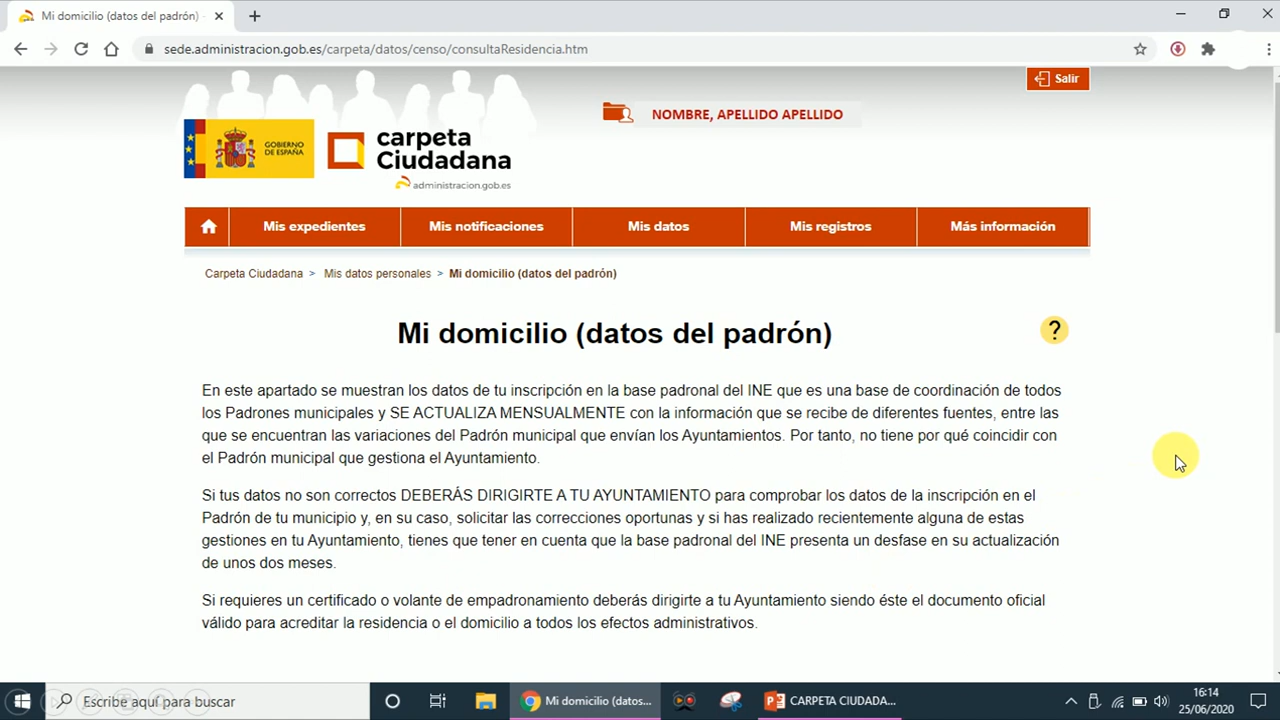 Mi domicilio (datos del padrón) -
sede.administracion.gob.es/carpeta/datos/censo/consultaResidencia.htm
Salir
NOMBRE, APELLIDO APELLIDO
GOBIERNO
DE ESPAÑA
carpeta
Ciudadana
administracion.gob.es
Mis expedientes
Mis notificaciones
Mis datos
Mis registros
Más información
Carpeta Ciudadana > Mis datos personales > Mi domicilio (datos del padrón)
Mi domicilio (datos del padrón)
?
En este apartado se muestran los datos de tu inscripción en la base padronal del INE que es una base de coordinación de todos
los Padrones municipales y SE ACTUALIZA MENSUALMENTE con la información que se recibe de diferentes fuentes, entre las
que se encuentran las variaciones del Padrón municipal que envían los Ayuntamientos. Por tanto, no tiene por qué coincidir con
el Padrón municipal que gestiona el Ayuntamiento.
Si tus datos no son correctos DEBERÁS DIRIGIRTE A TU AYUNTAMIENTO para comprobar los datos de la inscripción en el
Padrón de tu municipio y, en su caso, solicitar las correcciones oportunas y si has realizado recientemente alguna de estas
gestiones en tu Ayuntamiento, tienes que tener en cuenta que la base padronal del INE presenta un desfase en su actualización
de unos dos meses.
Si requieres un certificado o volante de empadronamiento deberás dirigirte a tu Ayuntamiento siendo éste el documento oficial
válido para acreditar la residencia o el domicilio a todos los efectos administrativos.
Escribe aquí para buscar
Mi domicilio (datos...
CARPETA CIUDADA...
16:14
25/06/2020